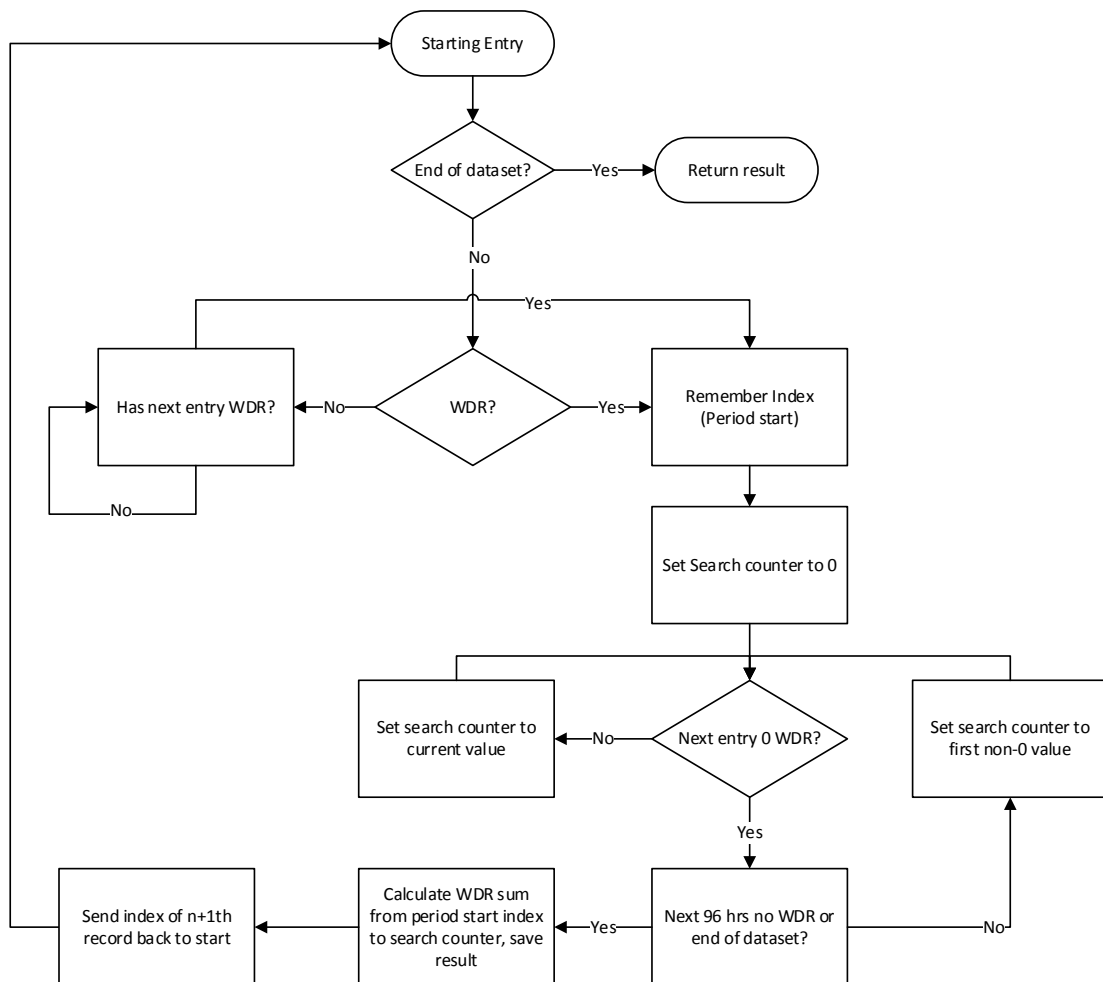 Starting Entry
End of dataset?
Yes
Return result
No
Yes
Has next entry WDR?
No
WDR?
Yes
Remember Index
(Period start)
No
Set Search counter to 0
Set search counter to
current value
No
Next entry 0 WDR?
Set search counter to
first non-0 value
Yes
Send index of n+1th
record back to start
Calculate WDR sum
from period start index
to search counter, save
result
Yes
Next 96 hrs no WDR or
end of dataset?
No